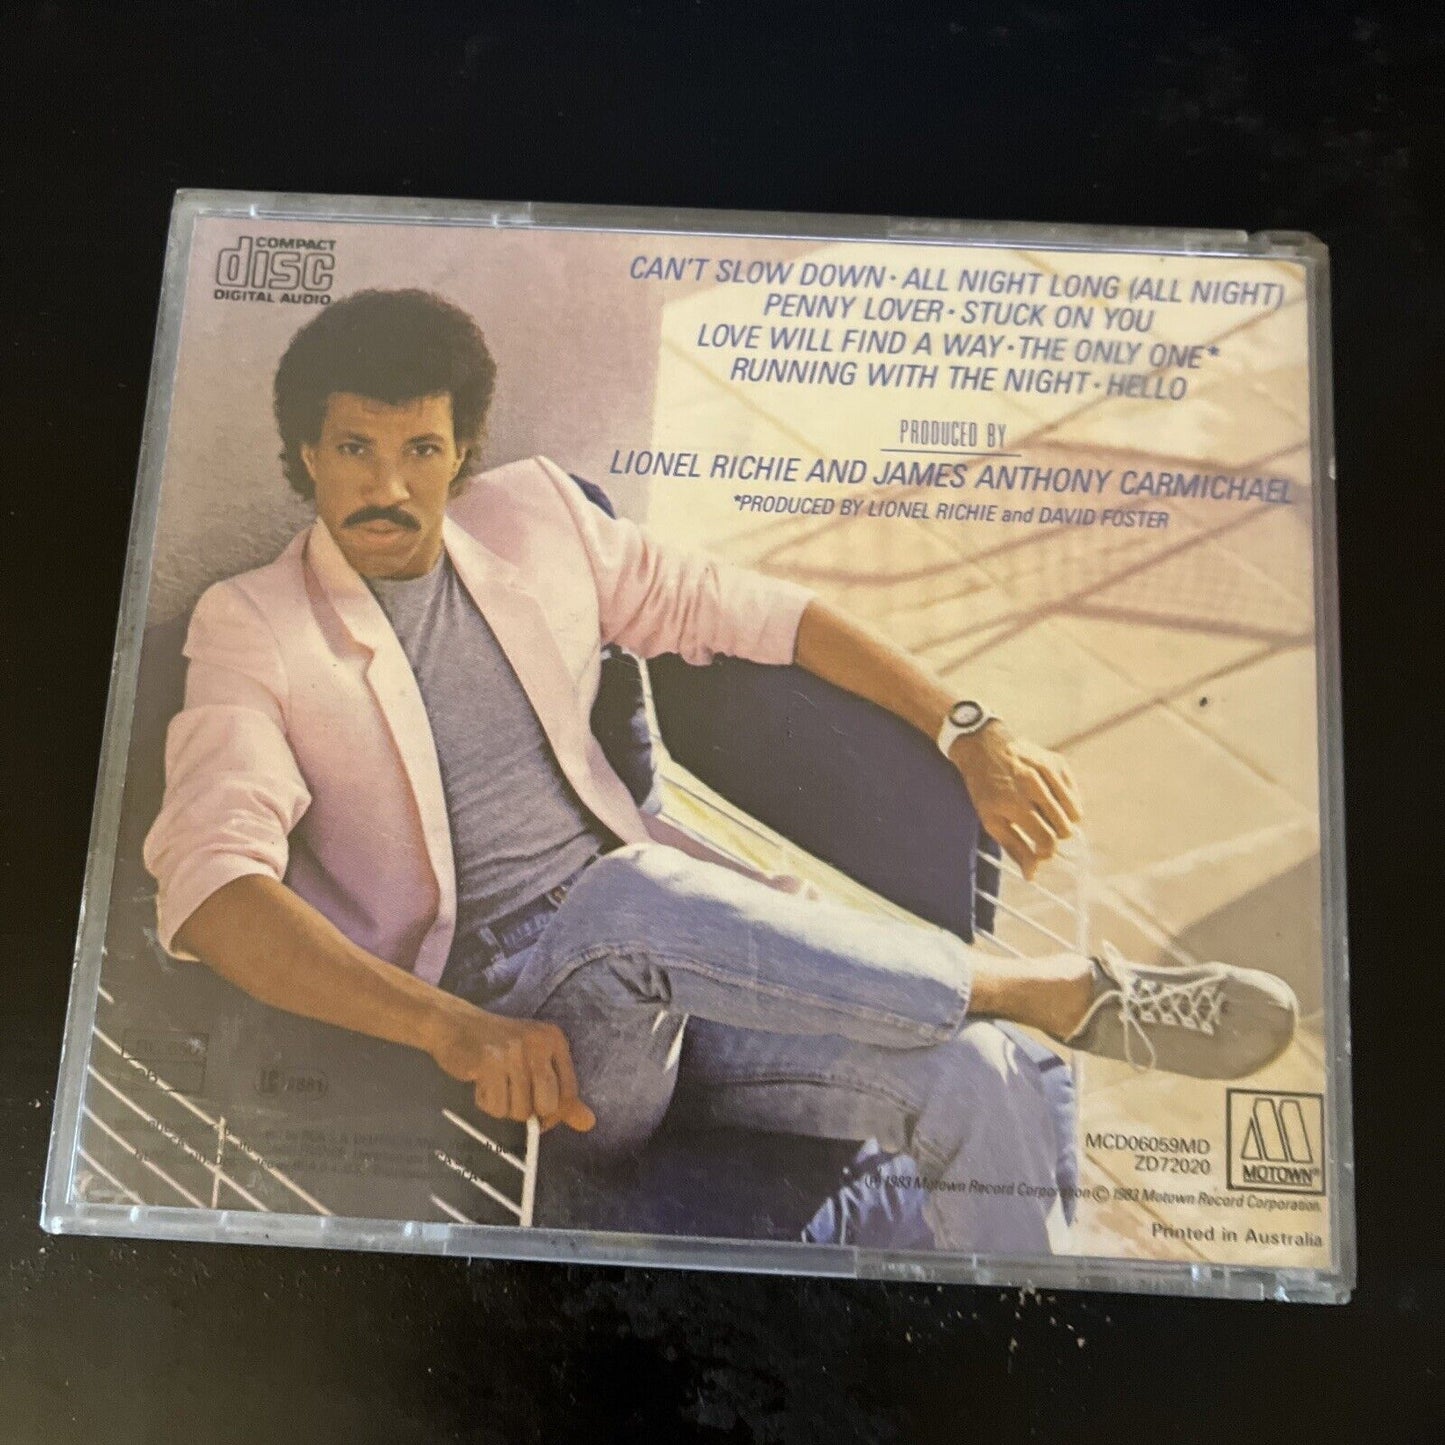 COMPACT
disc
DIGITAL AUDIO
CAN'T SLOW DOWN · ALL NIGHT LONG (ALL NIGHT)
PENNY LOVER · STUCK ON YOU
LOVE WILL FIND A WAY · THE ONLY ONE*
RUNNING WITH THE NIGHT · HELLO
PRODUCED BY
LIONEL RICHIE AND JAMES ANTHONY CARMICHAEL
*PRODUCED BY LIONEL RICHIE and DAVID FOSTER
LC
MCD06059MD
ZD72020
MOTOWN®
℗ 1983 Motown Record Corporation © 1983 Motown Record Corporation
Printed in Australia